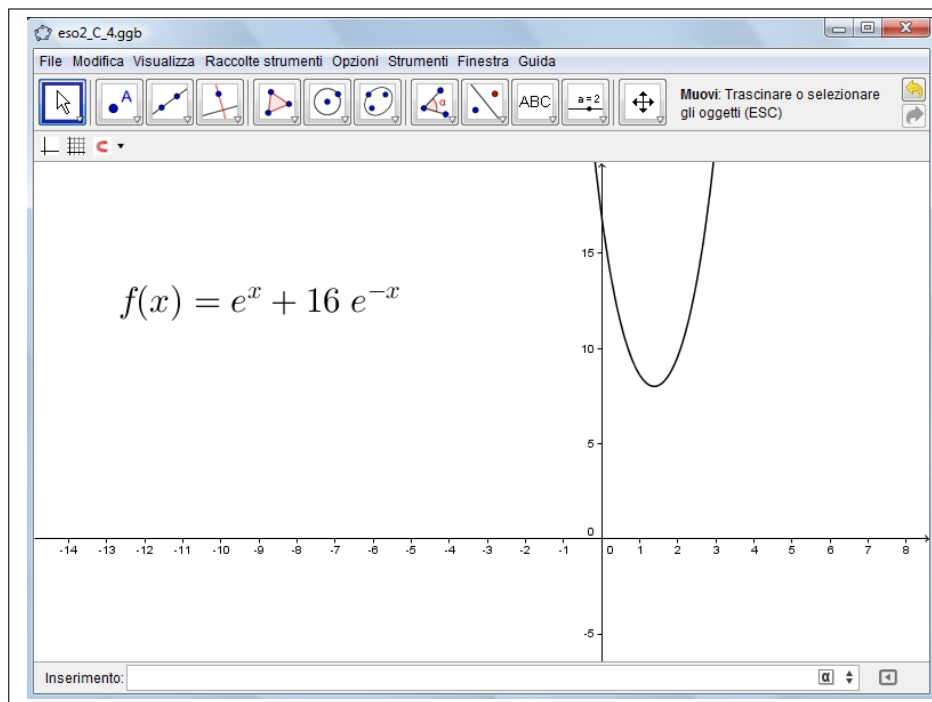 eso2_C_4.ggb
File Modifica Visualizza Raccolte strumenti Opzioni Strumenti Finestra Guida
A
α
ABC
a=2
Muovi: Trascinare o selezionare
gli oggetti (ESC)
f(x) = e^x + 16 e^{-x}
15
10
5
0
-14 -13 -12 -11 -10 -9 -8 -7 -6 -5 -4 -3 -2 -1 0 1 2 3 4 5 6 7 8
-5
Inserimento:
α